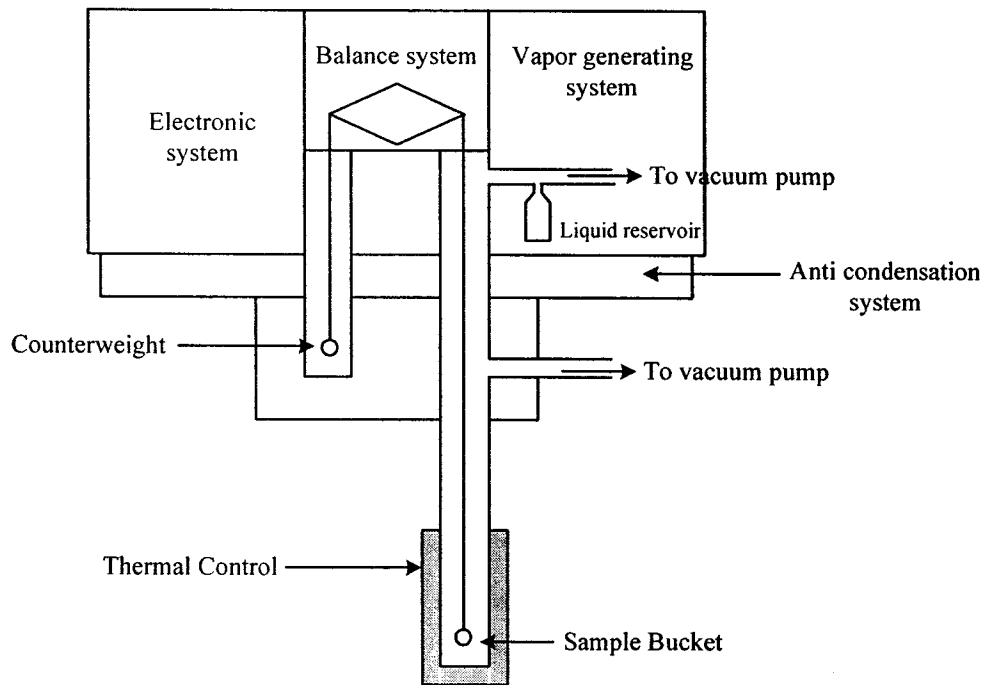 Balance system
Vapor generating
system
Electronic
system
To vacuum pump
Liquid reservoir
Anti condensation
system
Counterweight
To vacuum pump
Thermal Control
Sample Bucket